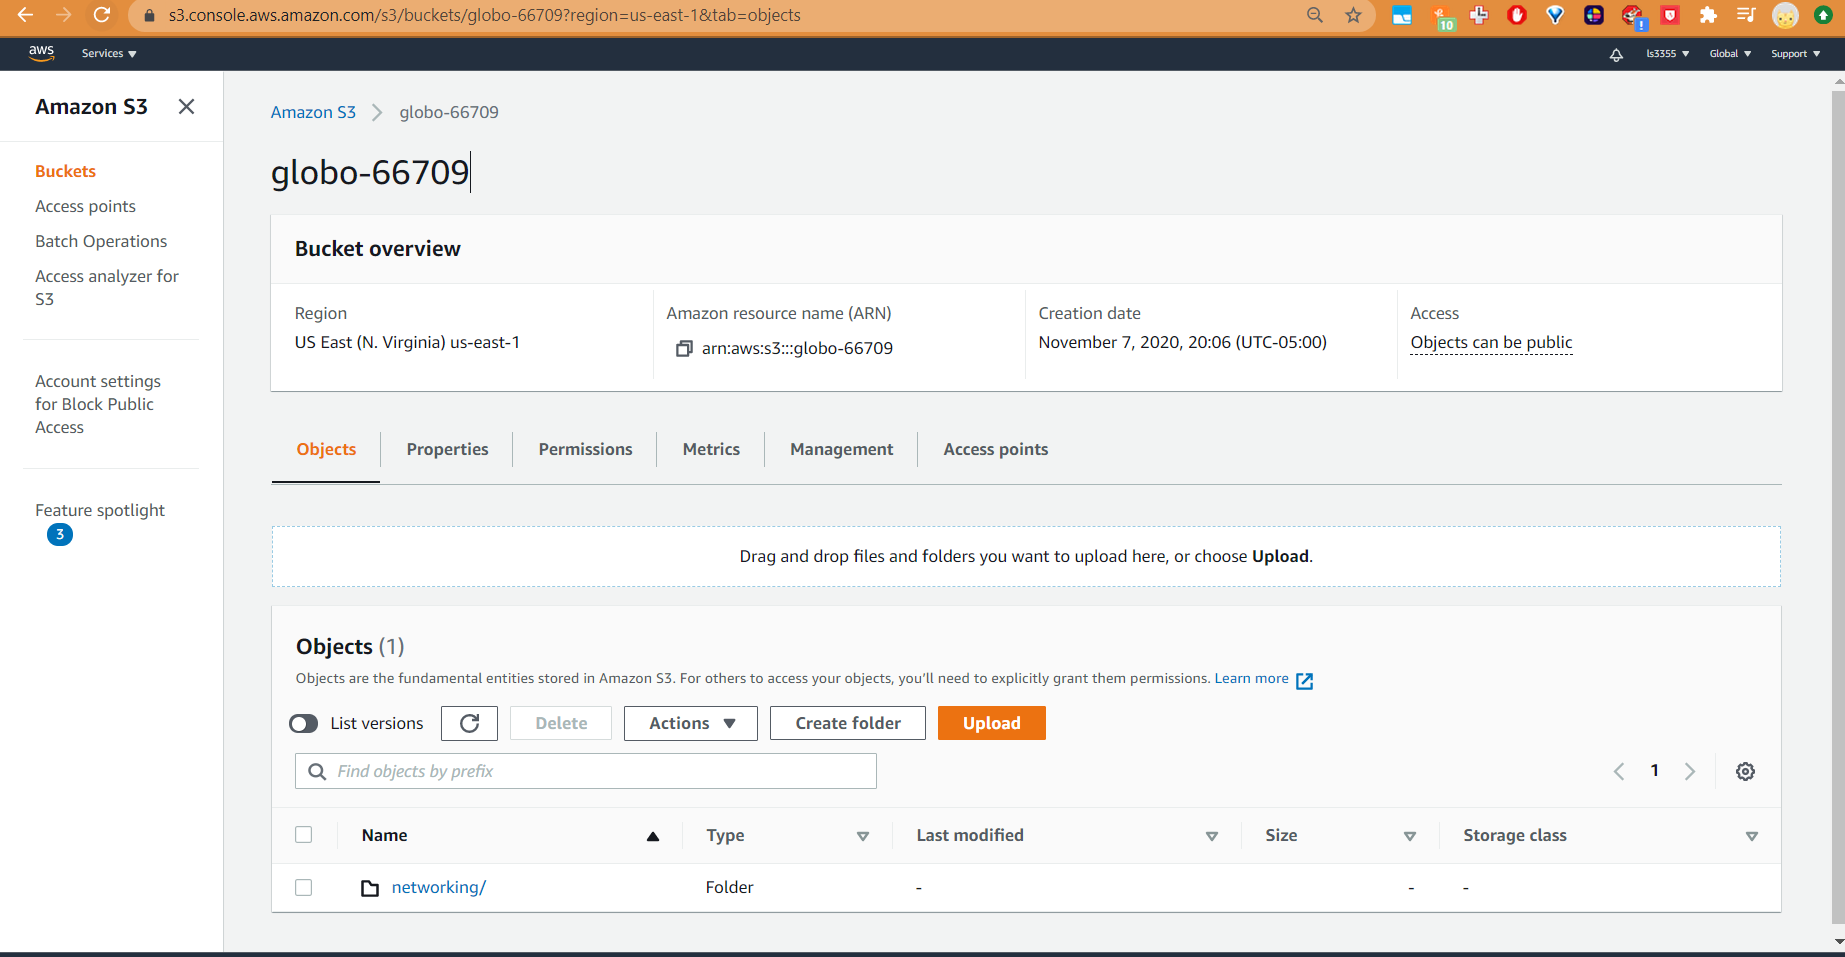 s3.console.aws.amazon.com/s3/buckets/globo-66709?region=us-east-1&tab=objects
10
aws
Services
ls3355
Global
Support
Amazon S3
Buckets
Access points
Batch Operations
Access analyzer for
S3
Account settings
for Block Public
Access
Feature spotlight
3
Amazon S3 globo-66709
globo-66709
Bucket overview
Region
US East (N. Virginia) us-east-1
Amazon resource name (ARN)
arn:aws:s3:::globo-66709
Creation date
November 7, 2020, 20:06 (UTC-05:00)
Access
Objects can be public
Objects Properties Permissions Metrics Management Access points
Drag and drop files and folders you want to upload here, or choose Upload.
Objects (1)
Objects are the fundamental entities stored in Amazon S3. For others to access your objects, you'll need to explicitly grant them permissions. Learn more
List versions Delete Actions Create folder Upload
Find objects by prefix
1
Name Type Last modified Size Storage class
networking/ Folder - - -